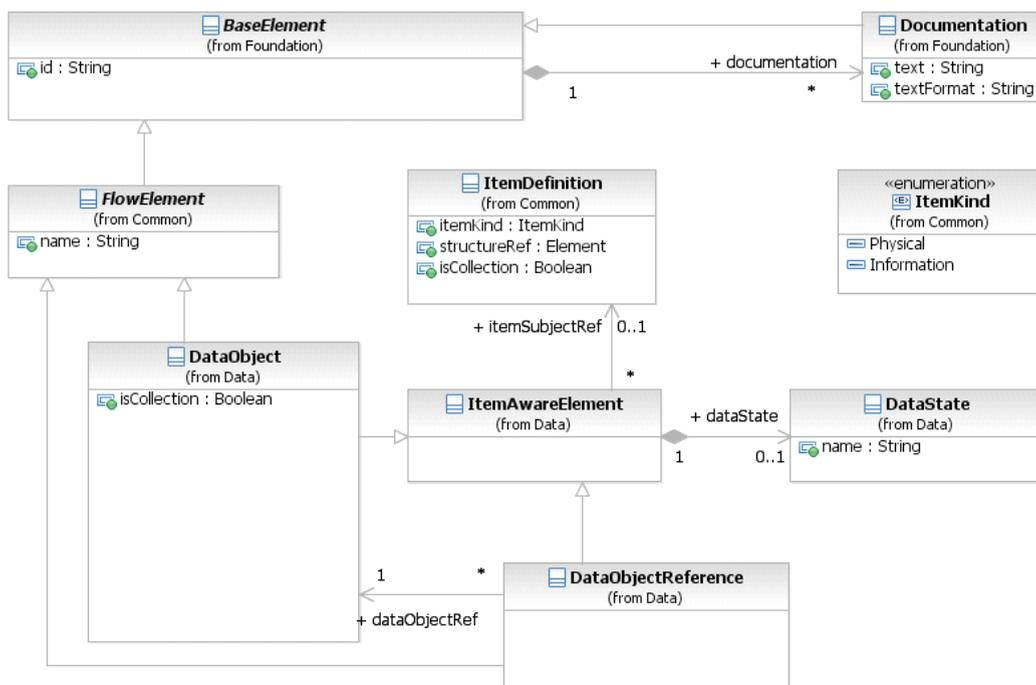 BaseElement
(from Foundation)
id : String
Documentation
(from Foundation)
text : String
textFormat : String
+ documentation
1
*
FlowElement
(from Common)
name : String
ItemDefinition
(from Common)
itemKind : ItemKind
structureRef : Element
isCollection : Boolean
«enumeration»
ItemKind
(from Common)
Physical
Information
+ itemSubjectRef
0..1
*
DataObject
(from Data)
isCollection : Boolean
ItemAwareElement
(from Data)
+ dataState
1
0..1
DataState
(from Data)
name : String
1
*
+ dataObjectRef
DataObjectReference
(from Data)